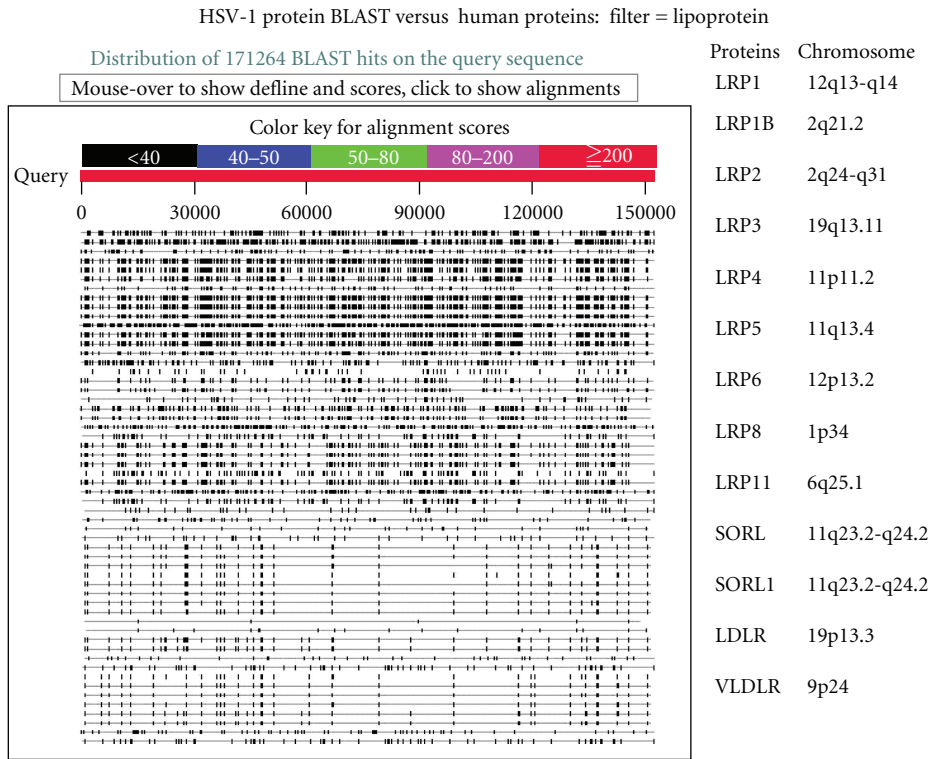 HSV-1 protein BLAST versus human proteins: filter = lipoprotein
Distribution of 171264 BLAST hits on the query sequence
Mouse-over to show defline and scores, click to show alignments
Color key for alignment scores
<40 40–50 50–80 80–200 ≧200
Query
0 30000 60000 90000 120000 150000
Proteins Chromosome
LRP1 12q13-q14
LRP1B 2q21.2
LRP2 2q24-q31
LRP3 19q13.11
LRP4 11p11.2
LRP5 11q13.4
LRP6 12p13.2
LRP8 1p34
LRP11 6q25.1
SORL 11q23.2-q24.2
SORL1 11q23.2-q24.2
LDLR 19p13.3
VLDLR 9p24